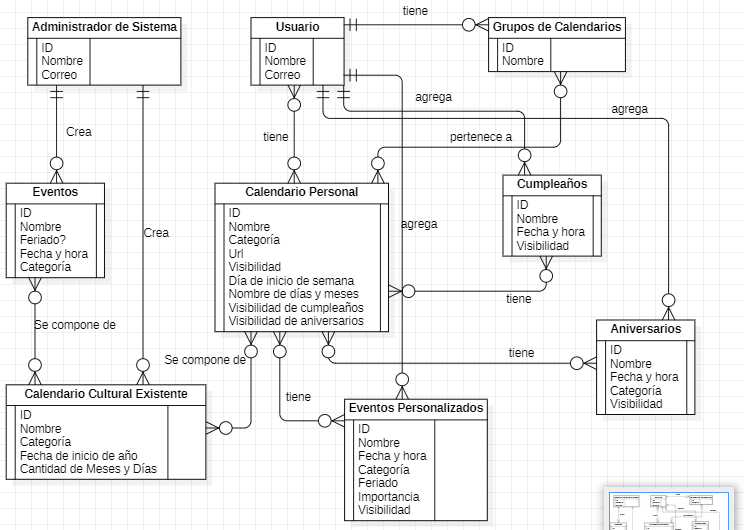 tiene
Administrador de Sistema
ID
Nombre
Correo
Usuario
ID
Nombre
Correo
Grupos de Calendarios
ID
Nombre
agrega
agrega
Crea
tiene
pertenece a
Eventos
ID
Nombre
Feriado?
Fecha y hora
Categoría
Crea
Calendario Personal
ID
Nombre
Categoría
Url
Visibilidad
Día de inicio de semana
Nombre de días y meses
Visibilidad de cumpleaños
Visibilidad de aniversarios
agrega
Cumpleaños
ID
Nombre
Fecha y hora
Visibilidad
tiene
Se compone de
Se compone de
tiene
Aniversarios
ID
Nombre
Fecha y hora
Categoría
Visibilidad
Calendario Cultural Existente
ID
Nombre
Categoría
Fecha de inicio de año
Cantidad de Meses y Días
tiene
Eventos Personalizados
ID
Nombre
Fecha y hora
Categoría
Feriado
Importancia
Visibilidad